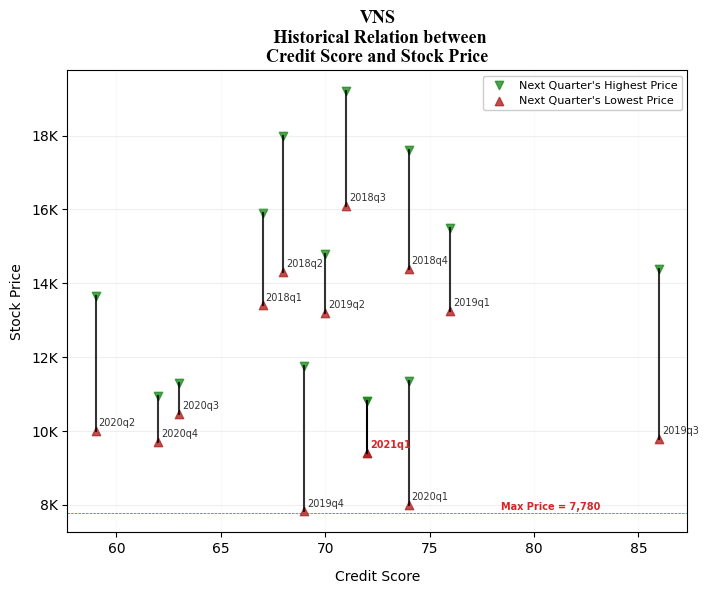 VNS
Historical Relation between
Credit Score and Stock Price
Next Quarter's Highest Price
Next Quarter's Lowest Price
Stock Price
18K
16K
14K
12K
10K
8K
2018q3
2018q2
2018q4
2018q1
2019q2
2019q1
2020q2
2020q4
2020q3
2021q1
2019q3
2019q4
2020q1
Max Price = 7,780
60
65
70
75
80
85
Credit Score